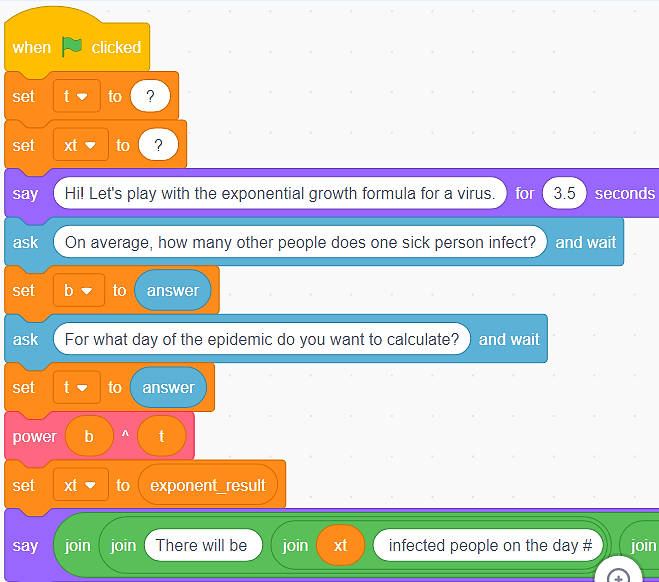 when clicked
set t to ?
set xt to ?
say Hi! Let's play with the exponential growth formula for a virus. for 3.5 seconds
ask On average, how many other people does one sick person infect? and wait
set b to answer
ask For what day of the epidemic do you want to calculate? and wait
set t to answer
power b ^ t
set xt to exponent_result
say join join There will be join xt infected people on the day # join